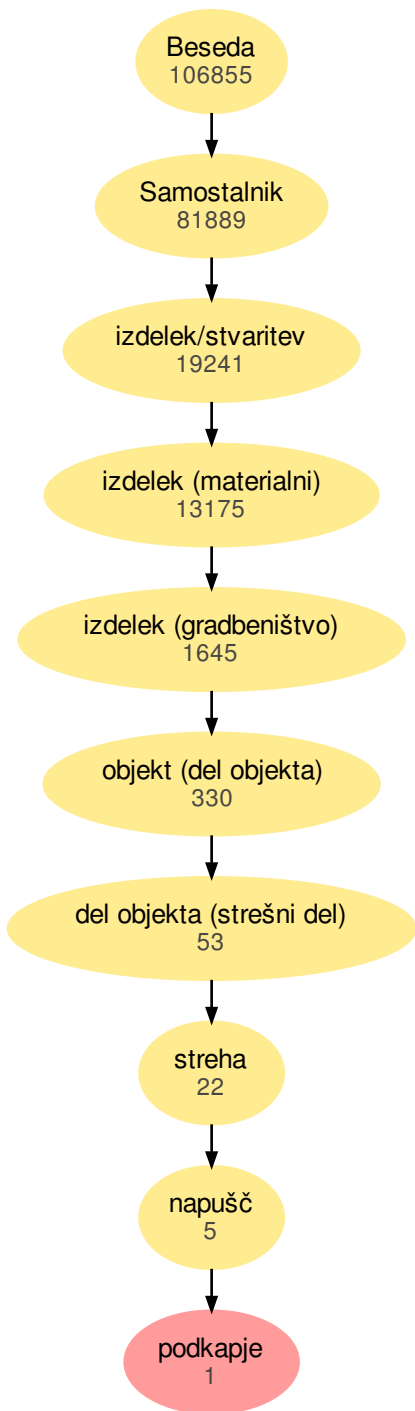 Beseda
106855
Samostalnik
81889
izdelek/stvaritev
19241
izdelek (materialni)
13175
izdelek (gradbeništvo)
1645
objekt (del objekta)
330
del objekta (strešni del)
53
streha
22
napušč
5
podkapje
1